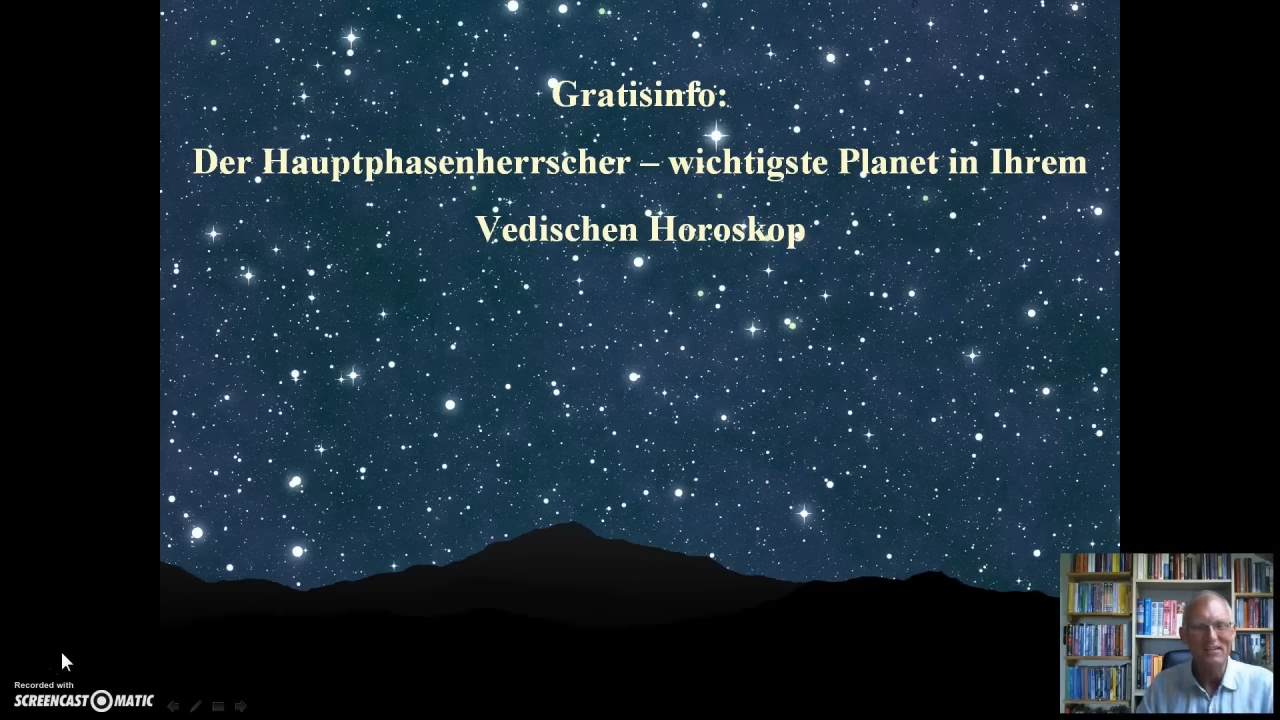 Gratisinfo:
Der Hauptphasenherrscher – wichtigste Planet in Ihrem
Vedischen Horoskop
Recorded with
SCREENCAST MATIC